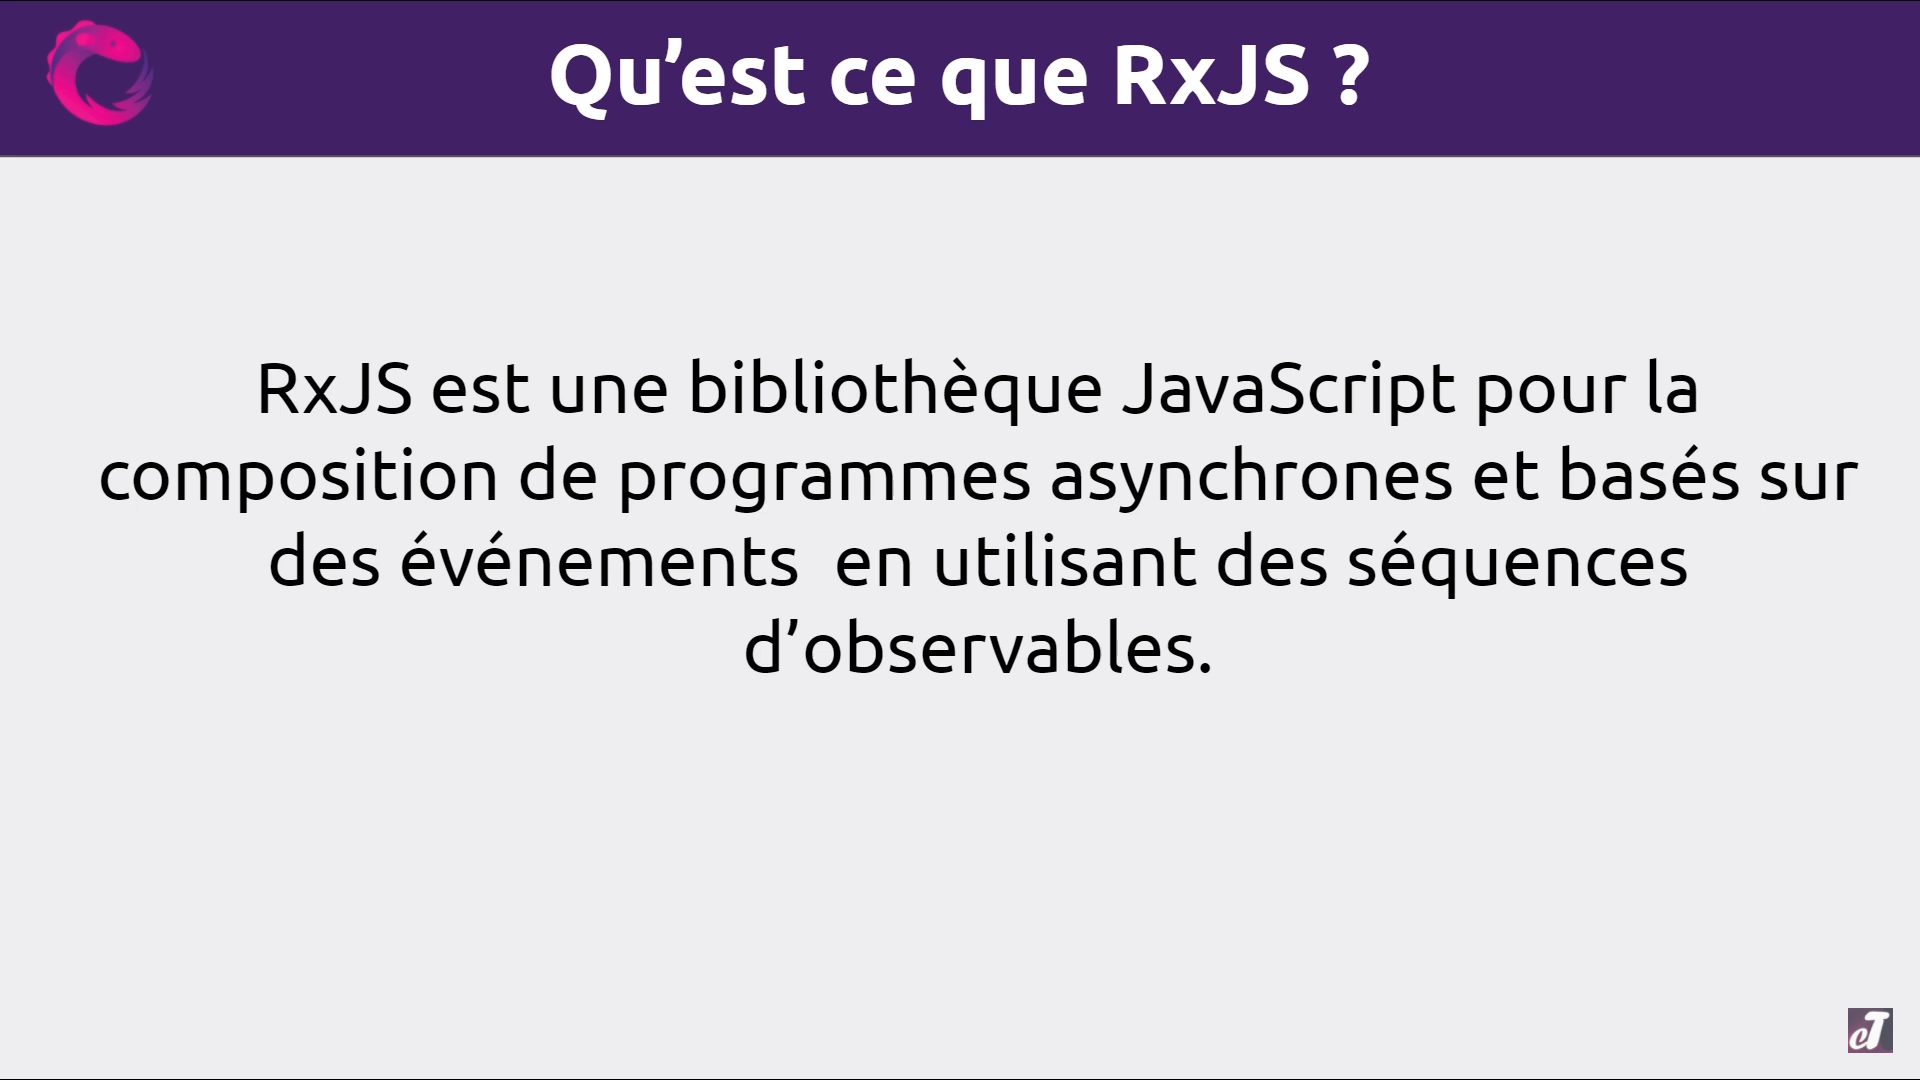 Qu’est ce que RxJS ?
RxJS est une bibliothèque JavaScript pour la
composition de programmes asynchrones et basés sur
des événements  en utilisant des séquences
d’observables.
cT